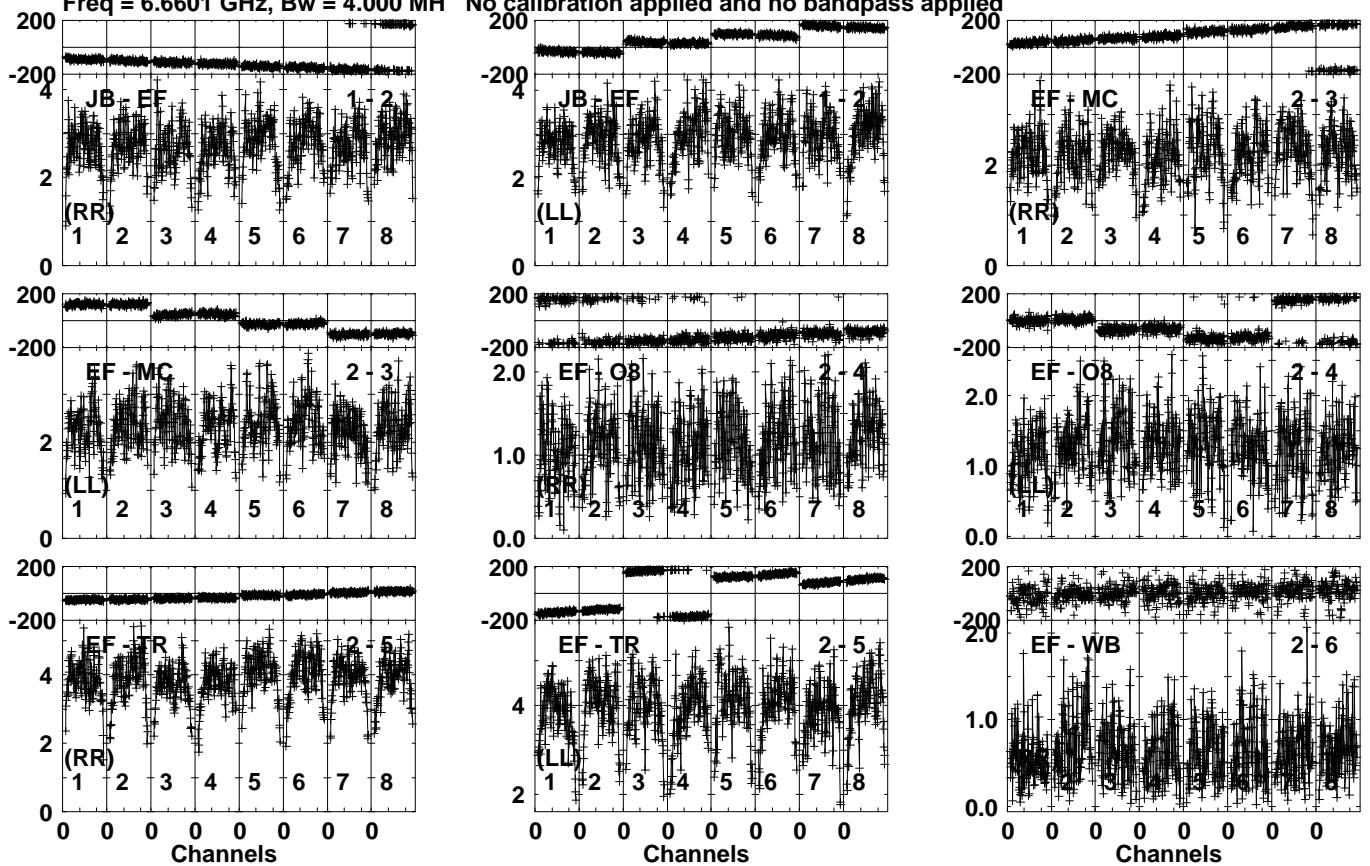 Freq = 6.6601 GHz, Bw = 4.000 MH No calibration applied and no bandpass applied
200 200 200
-200 -200 -200
4 JB - EF 1 - 2 4 JB - EF 1 - 2 EF - MC 2 - 3
2 2 2
(RR) (LL) (RR)
1 2 3 4 5 6 7 8 1 2 3 4 5 6 7 8 1 2 3 4 5 6 7 8
0 0 0
200 200 200
-200 -200 -200
EF - MC 2 - 3 2.0 EF - O8 2 - 4 2.0 EF - O8 2 - 4
2 1.0 1.0
(LL) (RR) (LL)
1 2 3 4 5 6 7 8 1 2 3 4 5 6 7 8 1 2 3 4 5 6 7 8
0 0.0 0.0
200 200 200
-200 -200 -200
4 EF - TR 2 - 5 EF - TR 2 - 5 2.0 EF - WB 2 - 6
2 4 1.0
(RR) (LL)
1 2 3 4 5 6 7 8 1 2 3 4 5 6 7 8 2 3 4 5 6 7 8
0 2 0.0
0 0 0 0 0 0 0 0 0 0 0 0 0 0 0 0 0 0 0 0 0 0 0 0
Channels Channels Channels